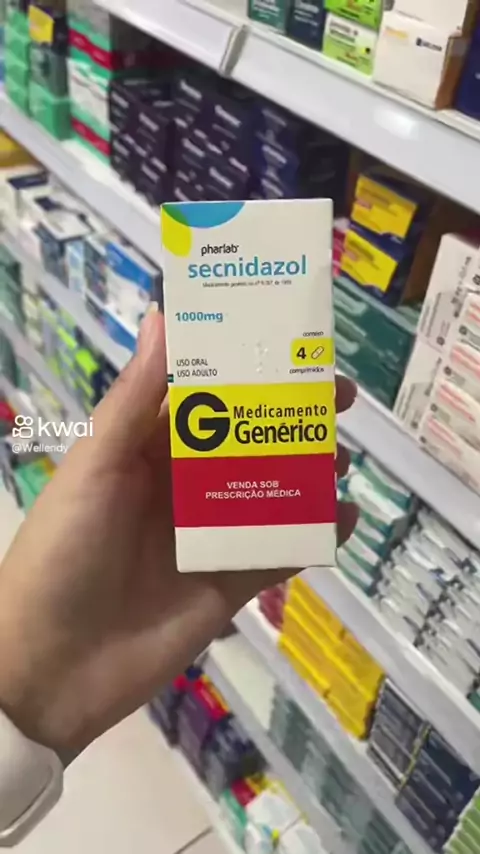 pharlab
secnidazol
1000mg
contém
4
comprimidos
USO ORAL
USO ADULTO
G Medicamento
Genérico
VENDA SOB
PRESCRIÇÃO MÉDICA
kwai
@Wellendy